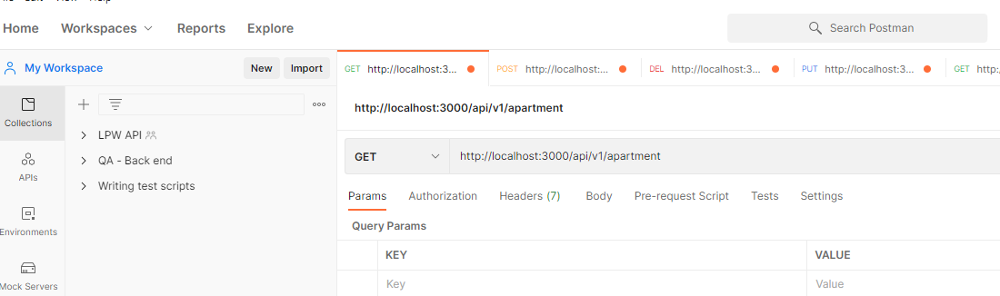 Edit View Help
Home Workspaces Reports Explore Search Postman
My Workspace New Import
GET http://localhost:3... POST http://localhost:... DEL http://localhost:3... PUT http://localhost:3... GET http:/
Collections
http://localhost:3000/api/v1/apartment
LPW API
GET http://localhost:3000/api/v1/apartment
QA - Back end
APIs
Writing test scripts
Params Authorization Headers (7) Body Pre-request Script Tests Settings
Environments
Query Params
KEY VALUE
Mock Servers
Key Value